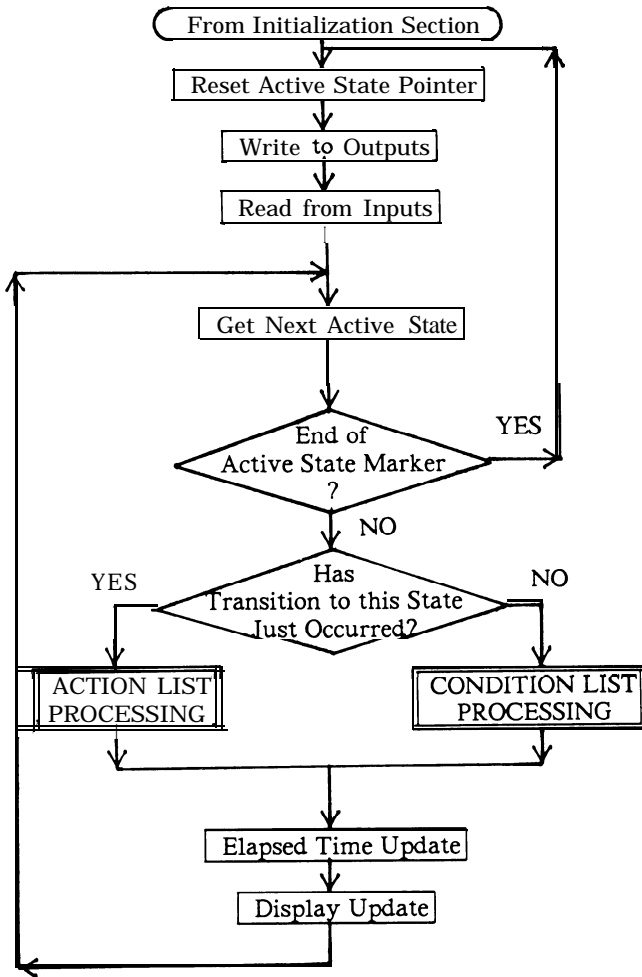 From Initialization Section
Reset Active State Pointer
Write to Outputs
Read from Inputs
Get Next Active State
End of
Active State Marker
?
YES
NO
Has
Transition to this State
Just Occurred?
YES
NO
ACTION LIST
PROCESSING
CONDITION LIST
PROCESSING
Elapsed Time Update
Display Update